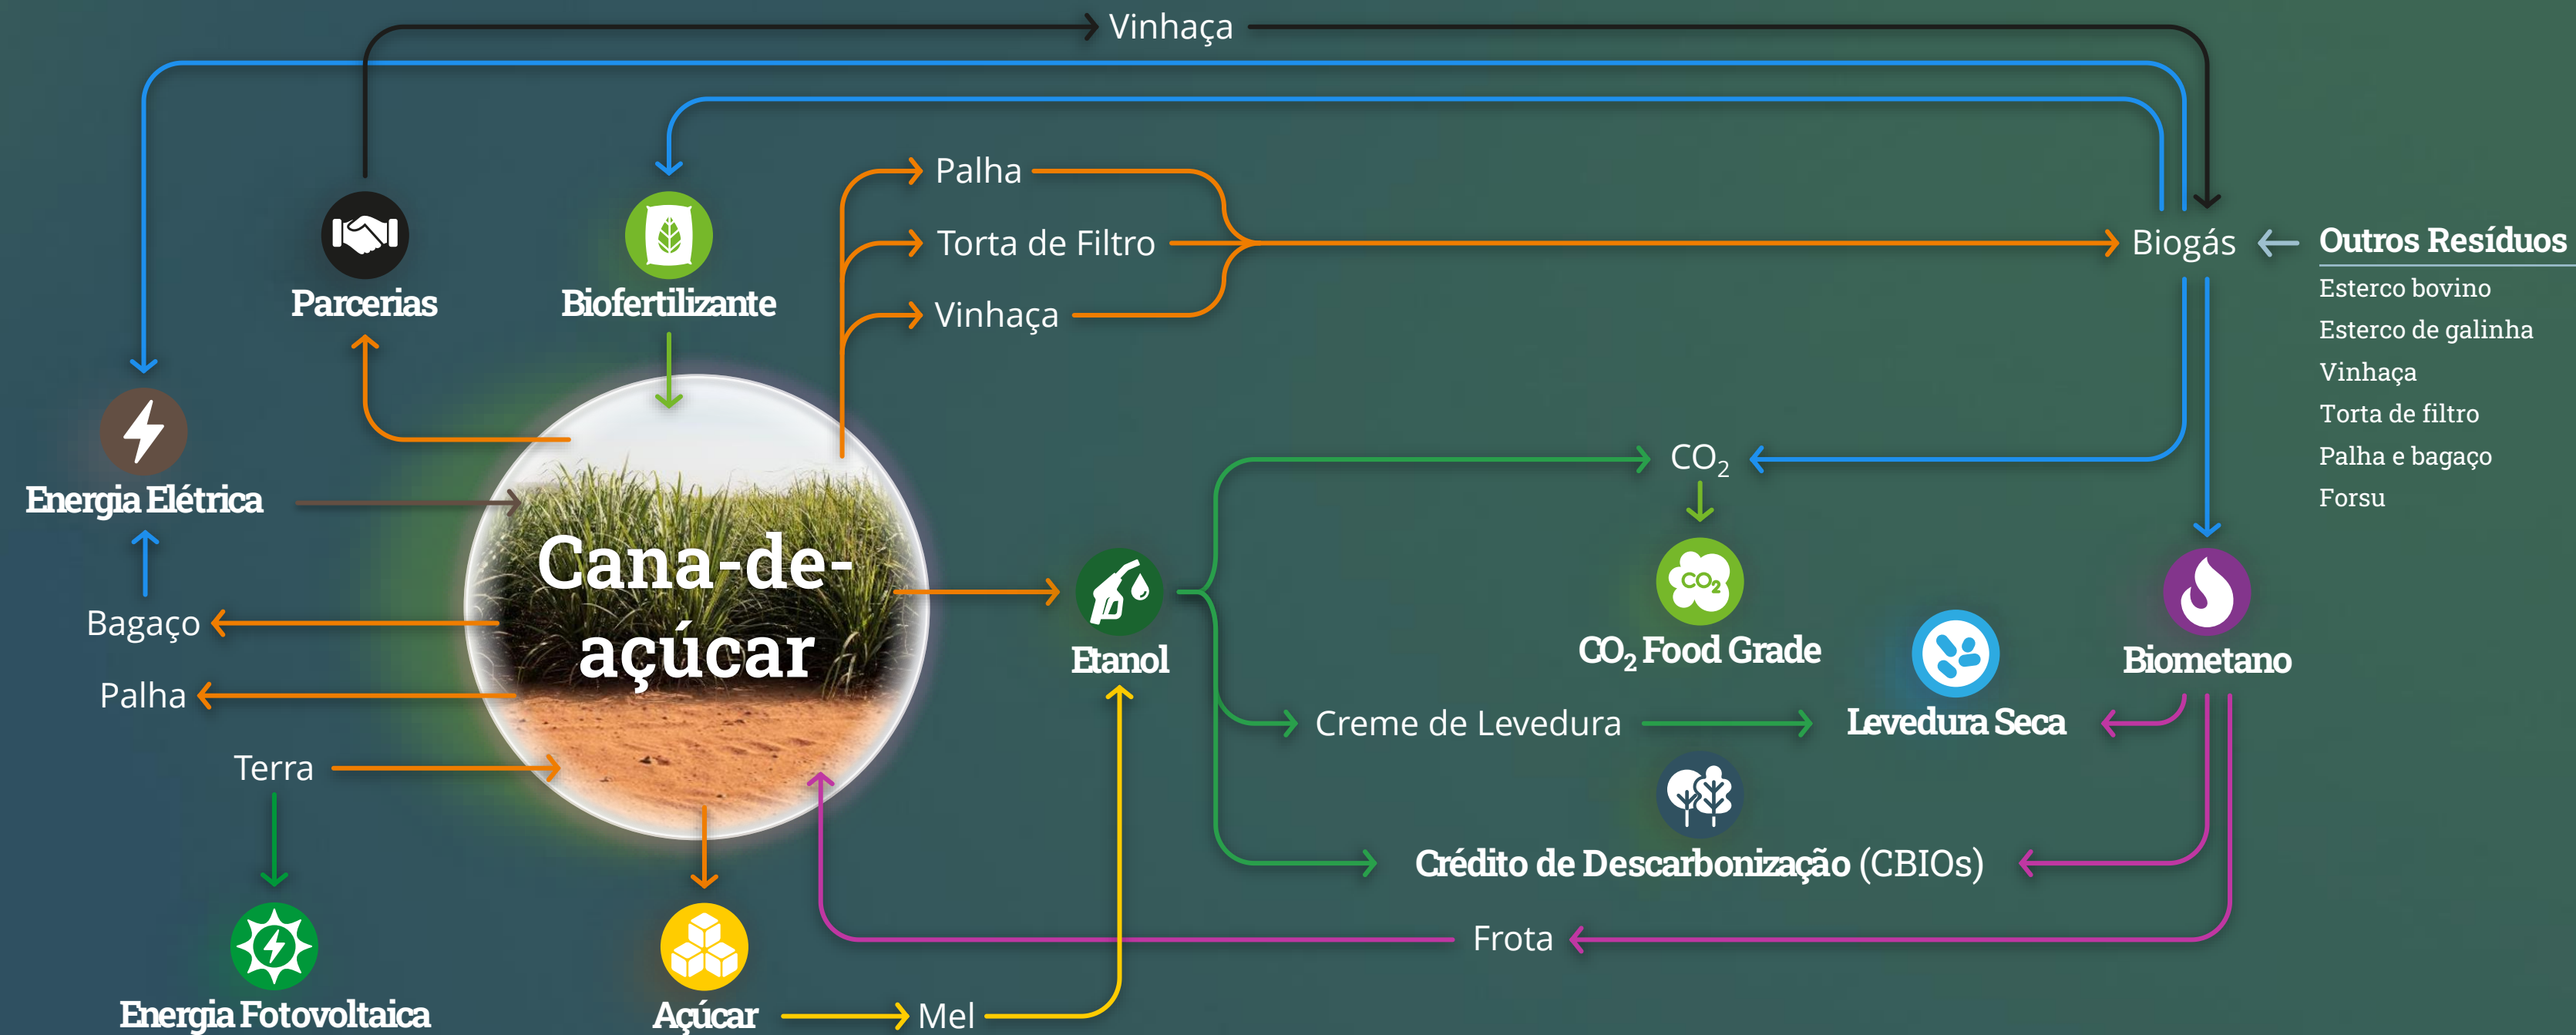 Vinhaça
Palha
Torta de Filtro
Vinhaça
Biogás
Outros Resíduos
Esterco bovino
Esterco de galinha
Vinhaça
Torta de filtro
Palha e bagaço
Forsu
Parcerias
Biofertilizante
Energia Elétrica
Cana-de-
açúcar
Bagaço
Palha
Terra
Energia Fotovoltaica
Açúcar
Mel
Etanol
CO₂
CO₂
CO₂ Food Grade
Creme de Levedura
Levedura Seca
Biometano
Crédito de Descarbonização (CBIOs)
Frota